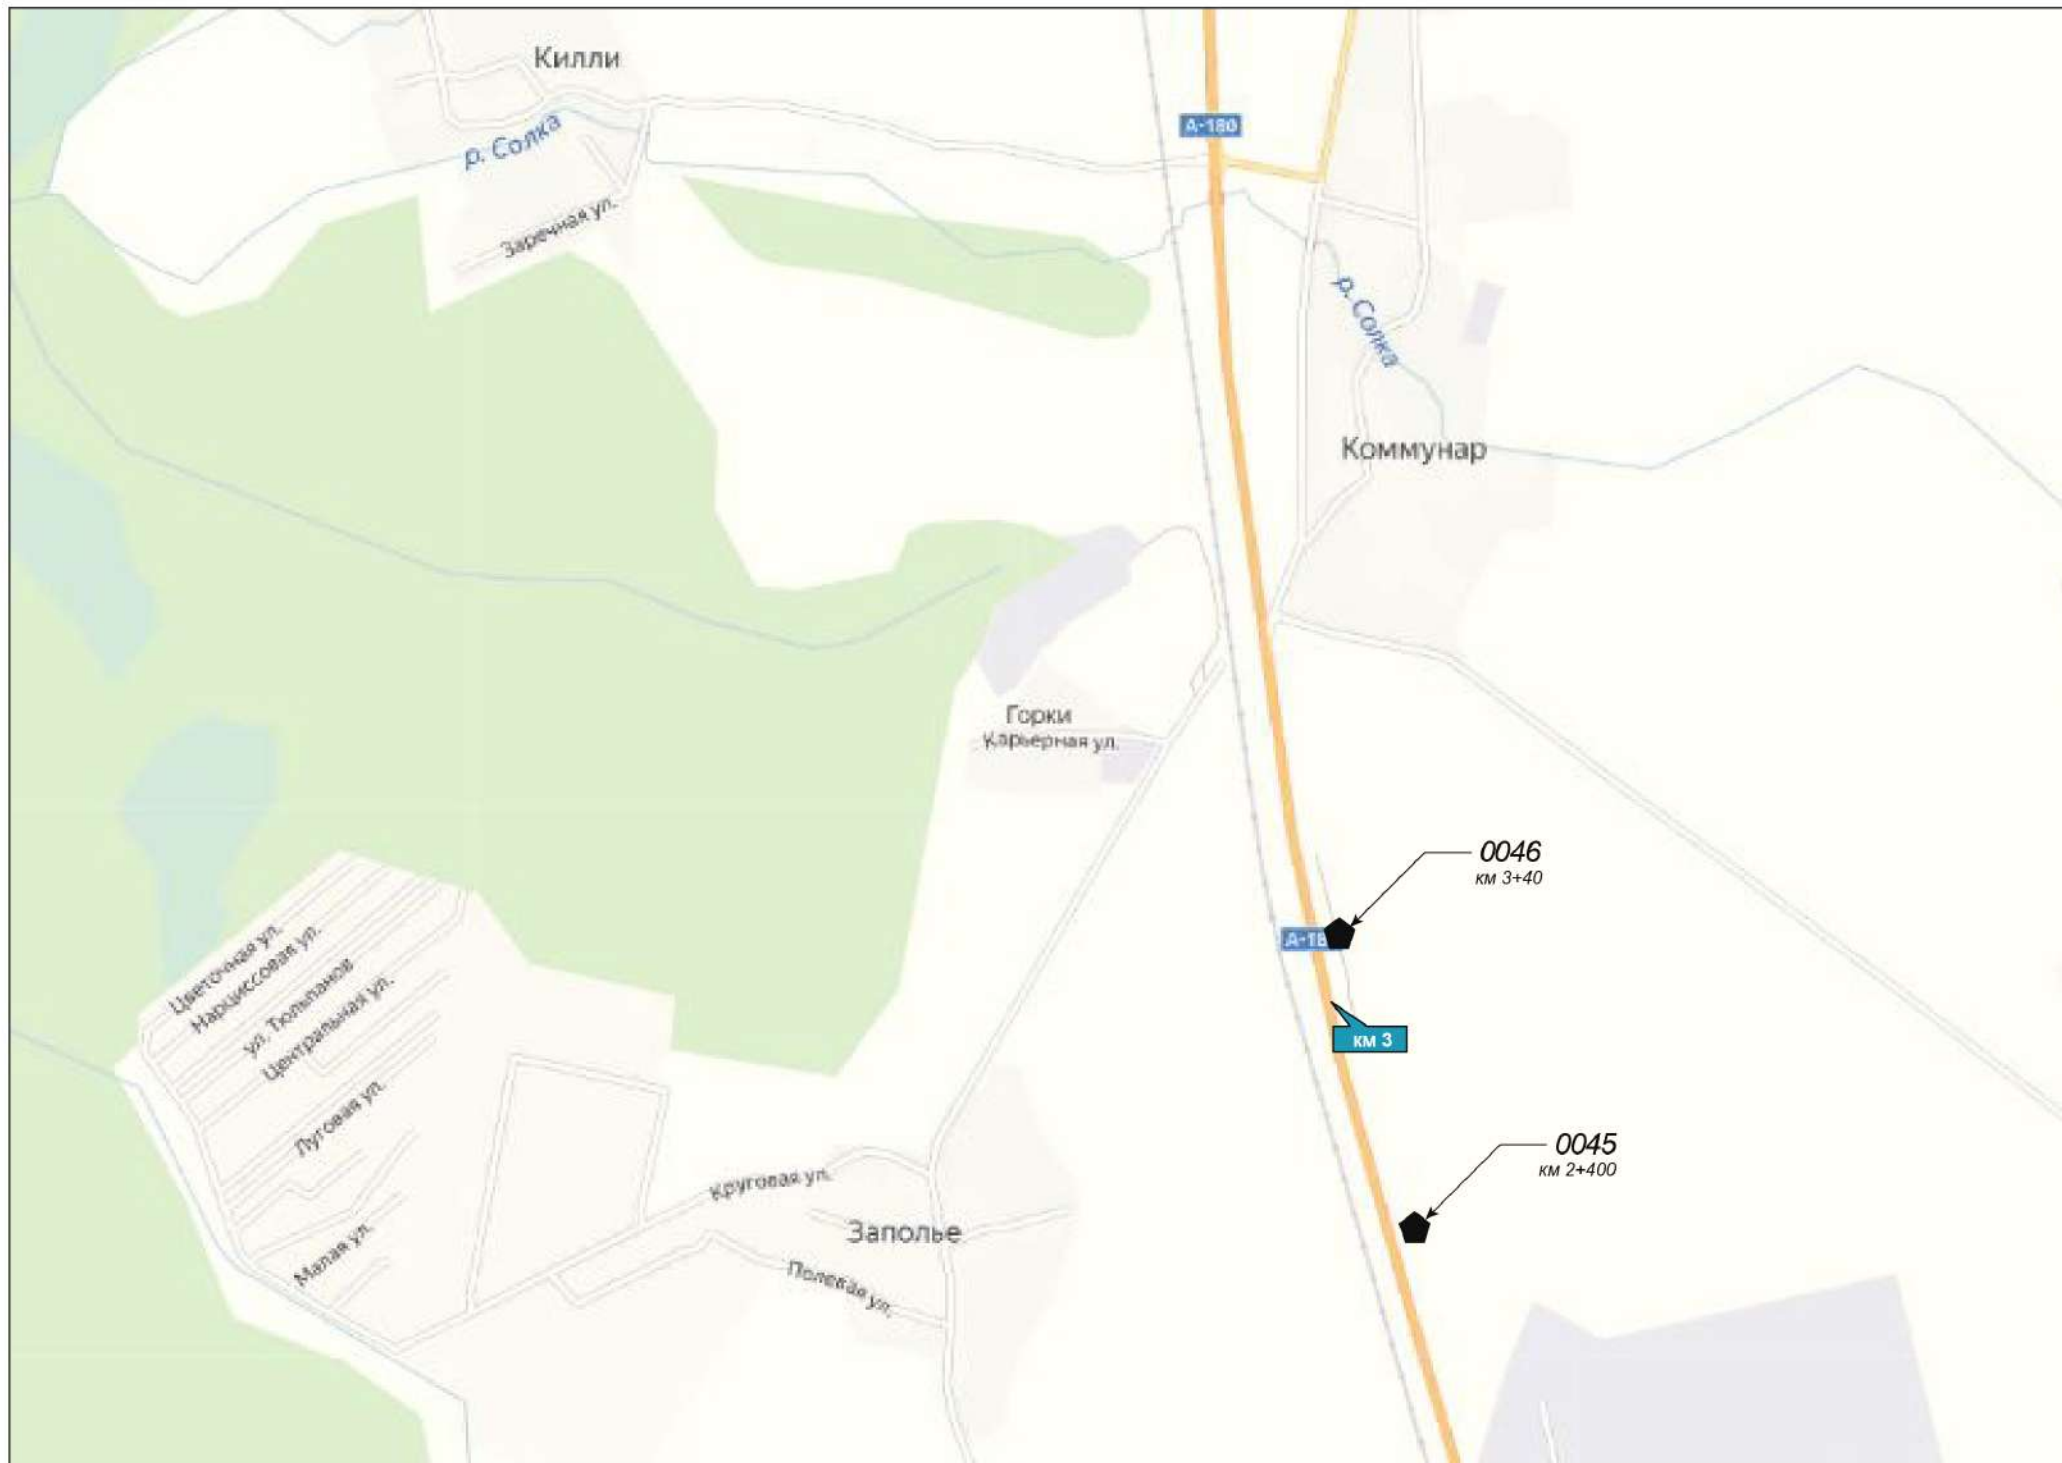 Килли
А-180
р. Солка
Заречная ул.
р. Солка
Коммунар
Горки
Карьерная ул.
0046
км 3+40
А-18
км 3
Цветочная ул.
Нарциссовая ул.
ул. Тюльпанов
Центральная ул.
Луговая ул.
0045
км 2+400
Круговая ул.
Заполье
Малая ул.
Полевая ул.